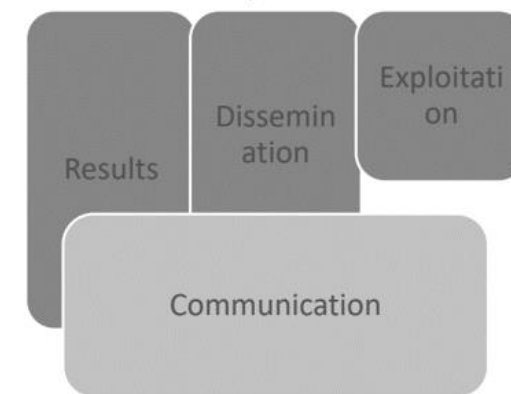 Results
Dissemin
ation
Exploitati
on
Communication